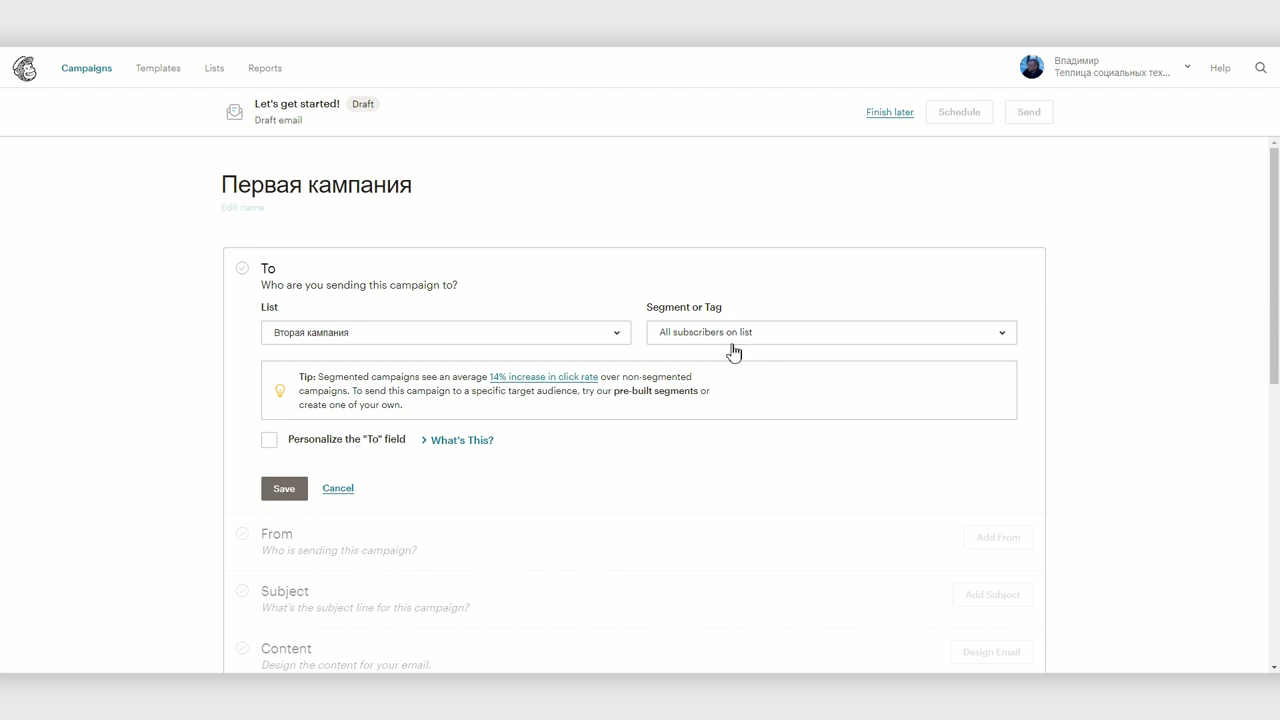 Campaigns
Templates
Lists
Reports
Владимир
Теплица социальных тех...
Help
Let's get started!
Draft
Draft email
Finish later
Schedule
Send
Первая кампания
Edit name
To
Who are you sending this campaign to?
List
Segment or Tag
Вторая кампания
All subscribers on list
Tip: Segmented campaigns see an average 14% increase in click rate over non-segmented
campaigns. To send this campaign to a specific target audience, try our pre-built segments or
create one of your own.
Personalize the "To" field
What's This?
Save
Cancel
From
Who is sending this campaign?
Add From
Subject
What's the subject line for this campaign?
Add Subject
Content
Design the content for your email.
Design Email